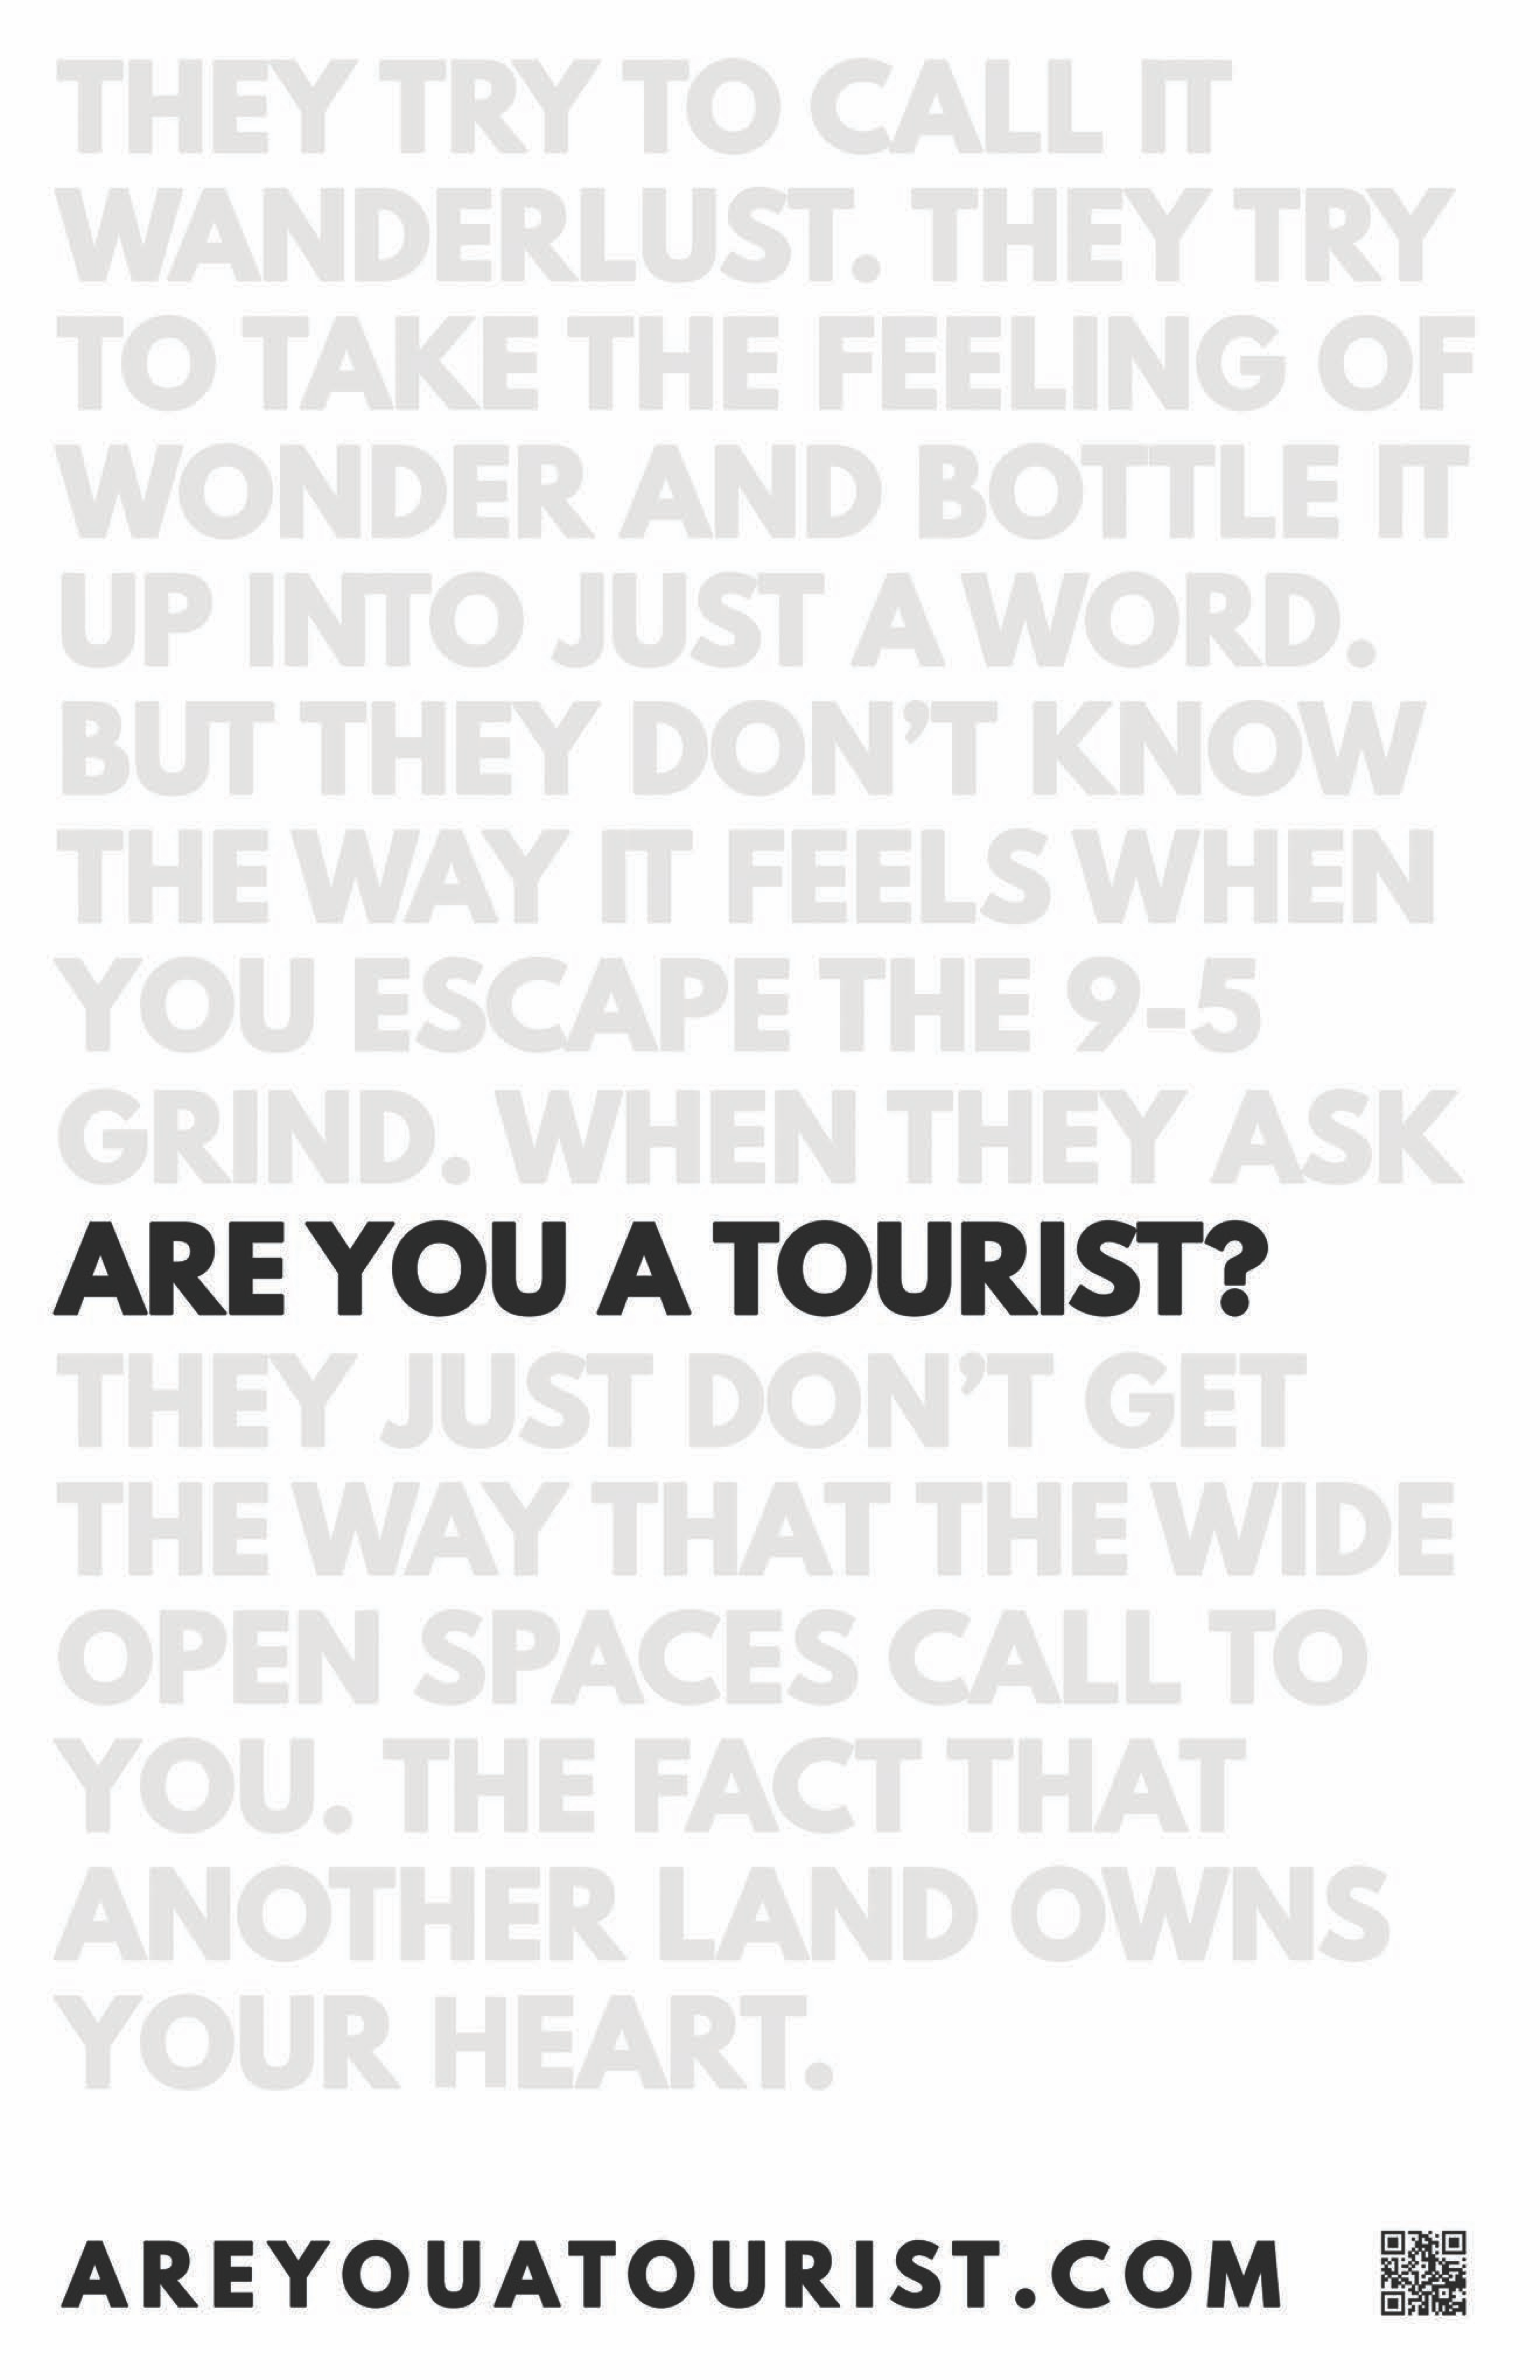 THEY TRY TO CALL IT
WANDERLUST. THEY TRY
TO TAKE THE FEELING OF
WONDER AND BOTTLE IT
UP INTO JUST A WORD.
BUT THEY DON’T KNOW
THE WAY IT FEELS WHEN
YOU ESCAPE THE 9-5
GRIND. WHEN THEY ASK
ARE YOU A TOURIST?
THEY JUST DON’T GET
THE WAY THAT THE WIDE
OPEN SPACES CALL TO
YOU. THE FACT THAT
ANOTHER LAND OWNS
YOUR HEART.
AREYOUATOURIST.COM